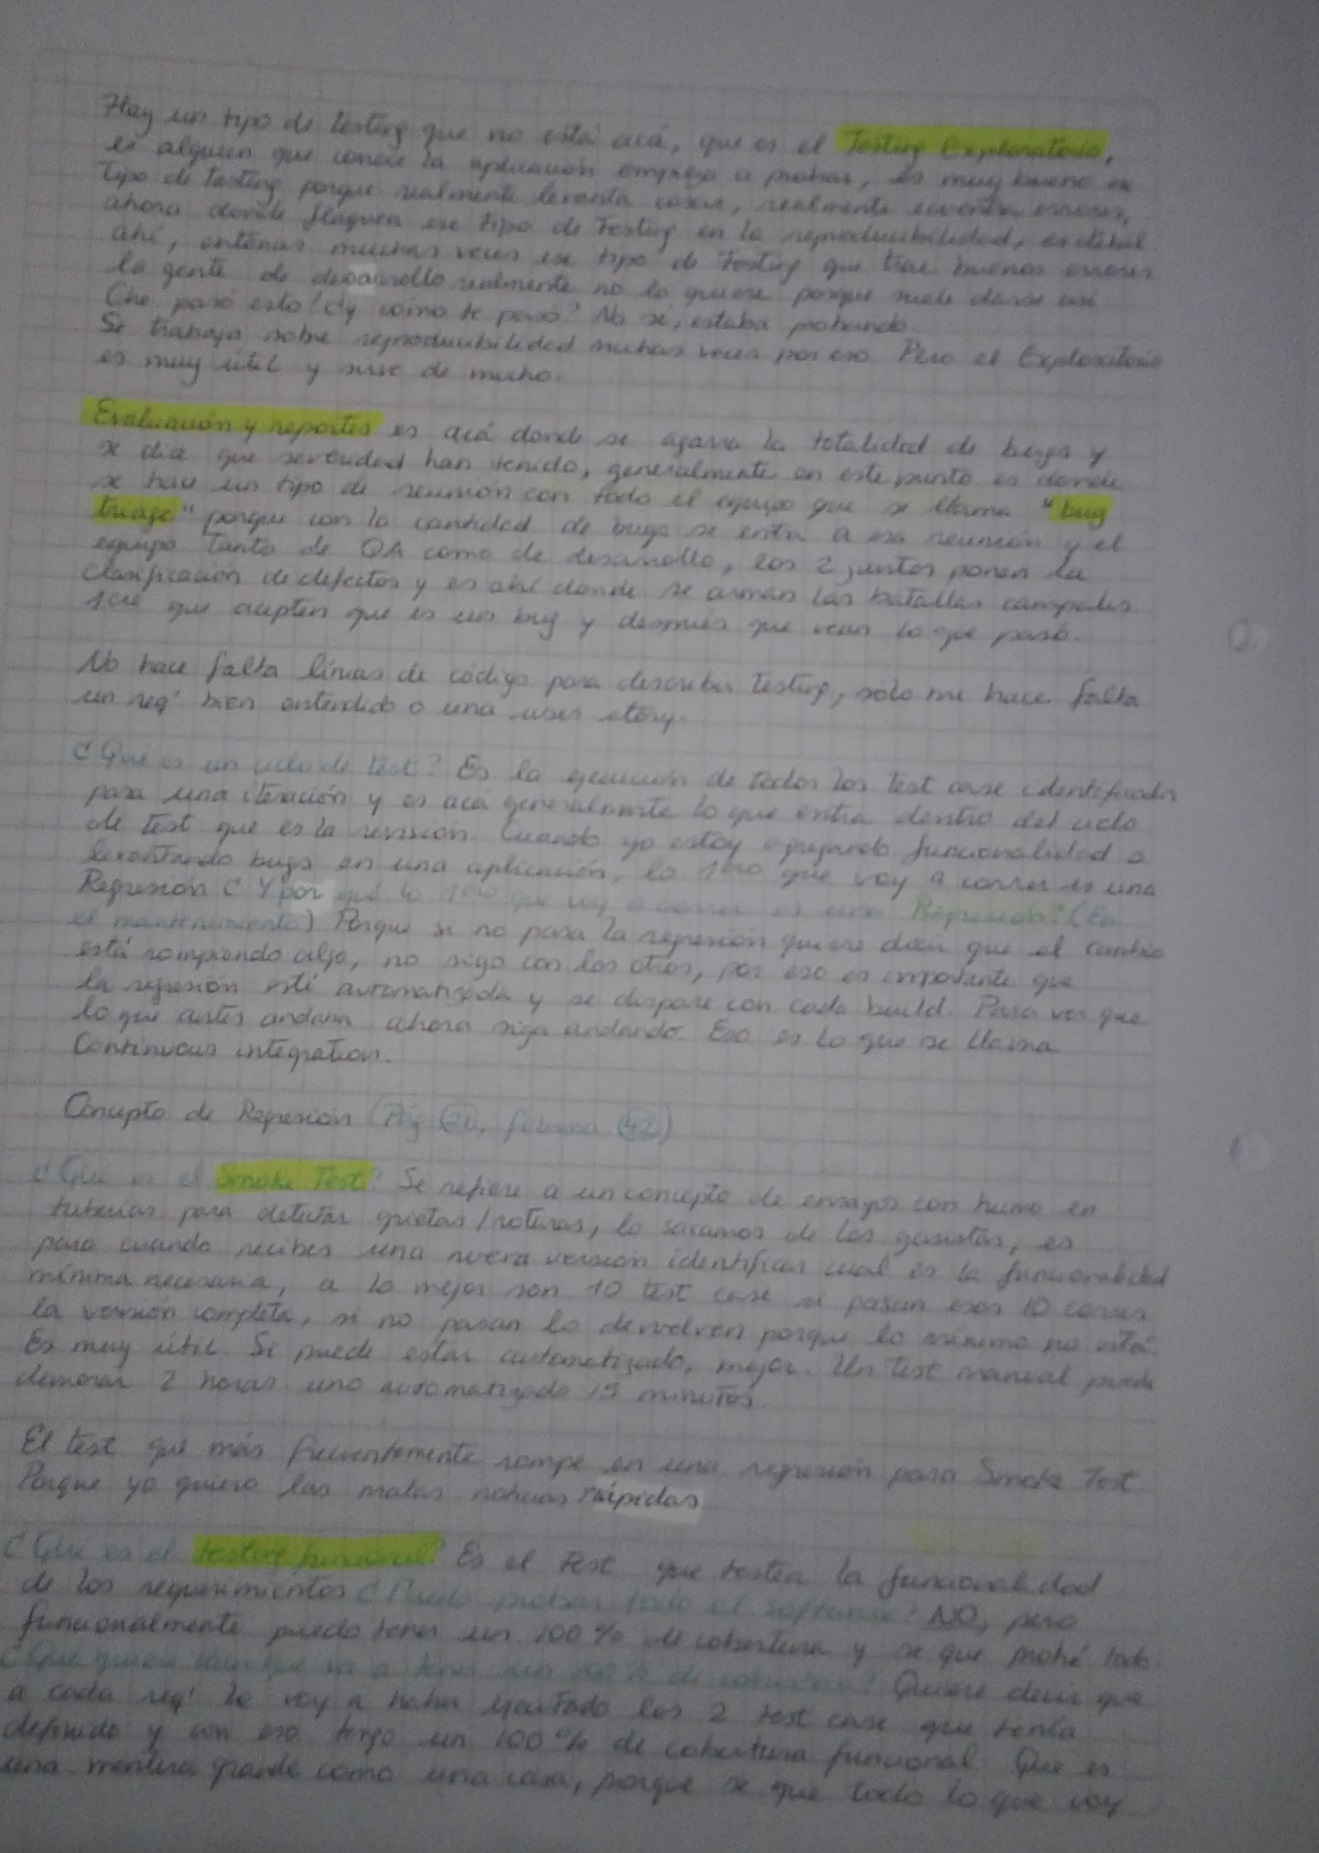 Hay un tipo de testing que no está acá, que es el Testing Exploratorio,
es alguien que conoce la aplicación empieza a probar, es muy bueno ese
tipo de testing porque realmente levanta cosas, realmente encuentra errores,
ahora donde flaquea ese tipo de Testing en la reproducibilidad, es débil
ahí, entonces muchas veces ese tipo de Testing que trae buenos errores
la gente de desarrollo realmente no lo quiere porque suele darse así
Che pasó esto! ¿y cómo te pasó? No se, estaba probando.
Se trabaja sobre reproducibilidad muchas veces por eso. Pero el Exploratorio
es muy útil y sirve de mucho.
Evaluación y reportes es acá donde se agarra la totalidad de bugs y
se dia que severidad han tenido, generalmente en este punto es donde
se hace un tipo de reunión con todo el equipo que se llama "bug
triage" porque con la cantidad de bugs se entra a esa reunión y el
equipo tanto de QA como de desarrollo, los 2 juntos ponen la
clasificación de defectos y es ahí donde se arman las batallas campales
1ero que acepten que es un bug y después que vean lo que pasó.
No hace falta líneas de código para describir testing, sólo me hace falta
un req' bien entendido o una user story.
¿Que es un ciclo de test? Es la ejecución de todos los test case identificados
para una iteración y es acá generalmente lo que entra dentro del ciclo
de test que es la revisión. Cuando yo estoy agregando funcionalidad o
levantando bugs en una aplicación, lo 1ero que voy a correr es una
Regresión ¿Y por qué lo 1ero que voy a correr es una Regresión? (En
el mantenimiento) Porque si no pasa la regresión quiere decir que el cambio
está rompiendo algo, no sigo con los otros, por eso es importante que
la regresión esté automatizada y se dispare con cada build. Para ver que
lo que antes andaba ahora siga andando. Eso es lo que se llama
Continuous integration.
Concepto de Regresión (Pág
¿Que es el Smoke Test? Se refiere a un concepto de ensayos con humo en
tuberías para detectar grietas/roturas, lo sacamos de los gasistas, es
para cuando recibes una nueva versión identificas cual es la funcionalidad
mínima necesaria, a lo mejor son 10 test case si pasan esos 10 corres
la versión completa, si no pasan lo devuelven porque lo mínimo no está.
Es muy útil. Si puede estar automatizado, mejor. Un test manual puede
demorar 2 horas uno automatizado 15 minutos
El test que más frecuentemente rompe en una regresión pasa Smoke Test.
Porque yo quiero las malas noticias rápidas
¿Que es el testing funcional? Es el test que testea la funcionalidad
de los requerimientos ¿Puedo probar todo el software? NO, pero
funcionalmente puedo tener un 100% de cobertura y se que probé todo.
¿Que quiere decir que va a tener un 100% de cobertura? Quiere decir que
a cada req' le voy a haber ejecutado los 2 test case que tenía
definido y con eso tengo un 100% de cobertura funcional. Que es
una mentira grande como una casa, porque se que todo lo que voy